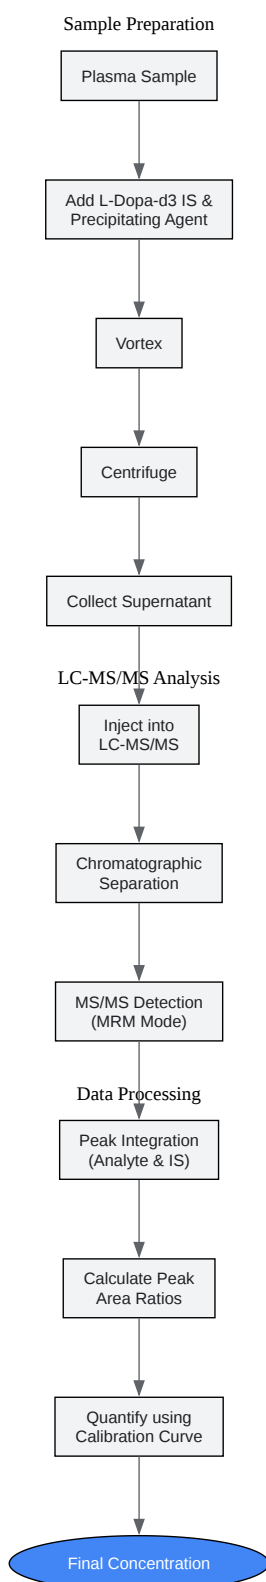 Sample Preparation
Plasma Sample
Add L-Dopa-d3 IS &
Precipitating Agent
Vortex
Centrifuge
Collect Supernatant
LC-MS/MS Analysis
Inject into
LC-MS/MS
Chromatographic
Separation
MS/MS Detection
(MRM Mode)
Data Processing
Peak Integration
(Analyte & IS)
Calculate Peak
Area Ratios
Quantify using
Calibration Curve
Final Concentration